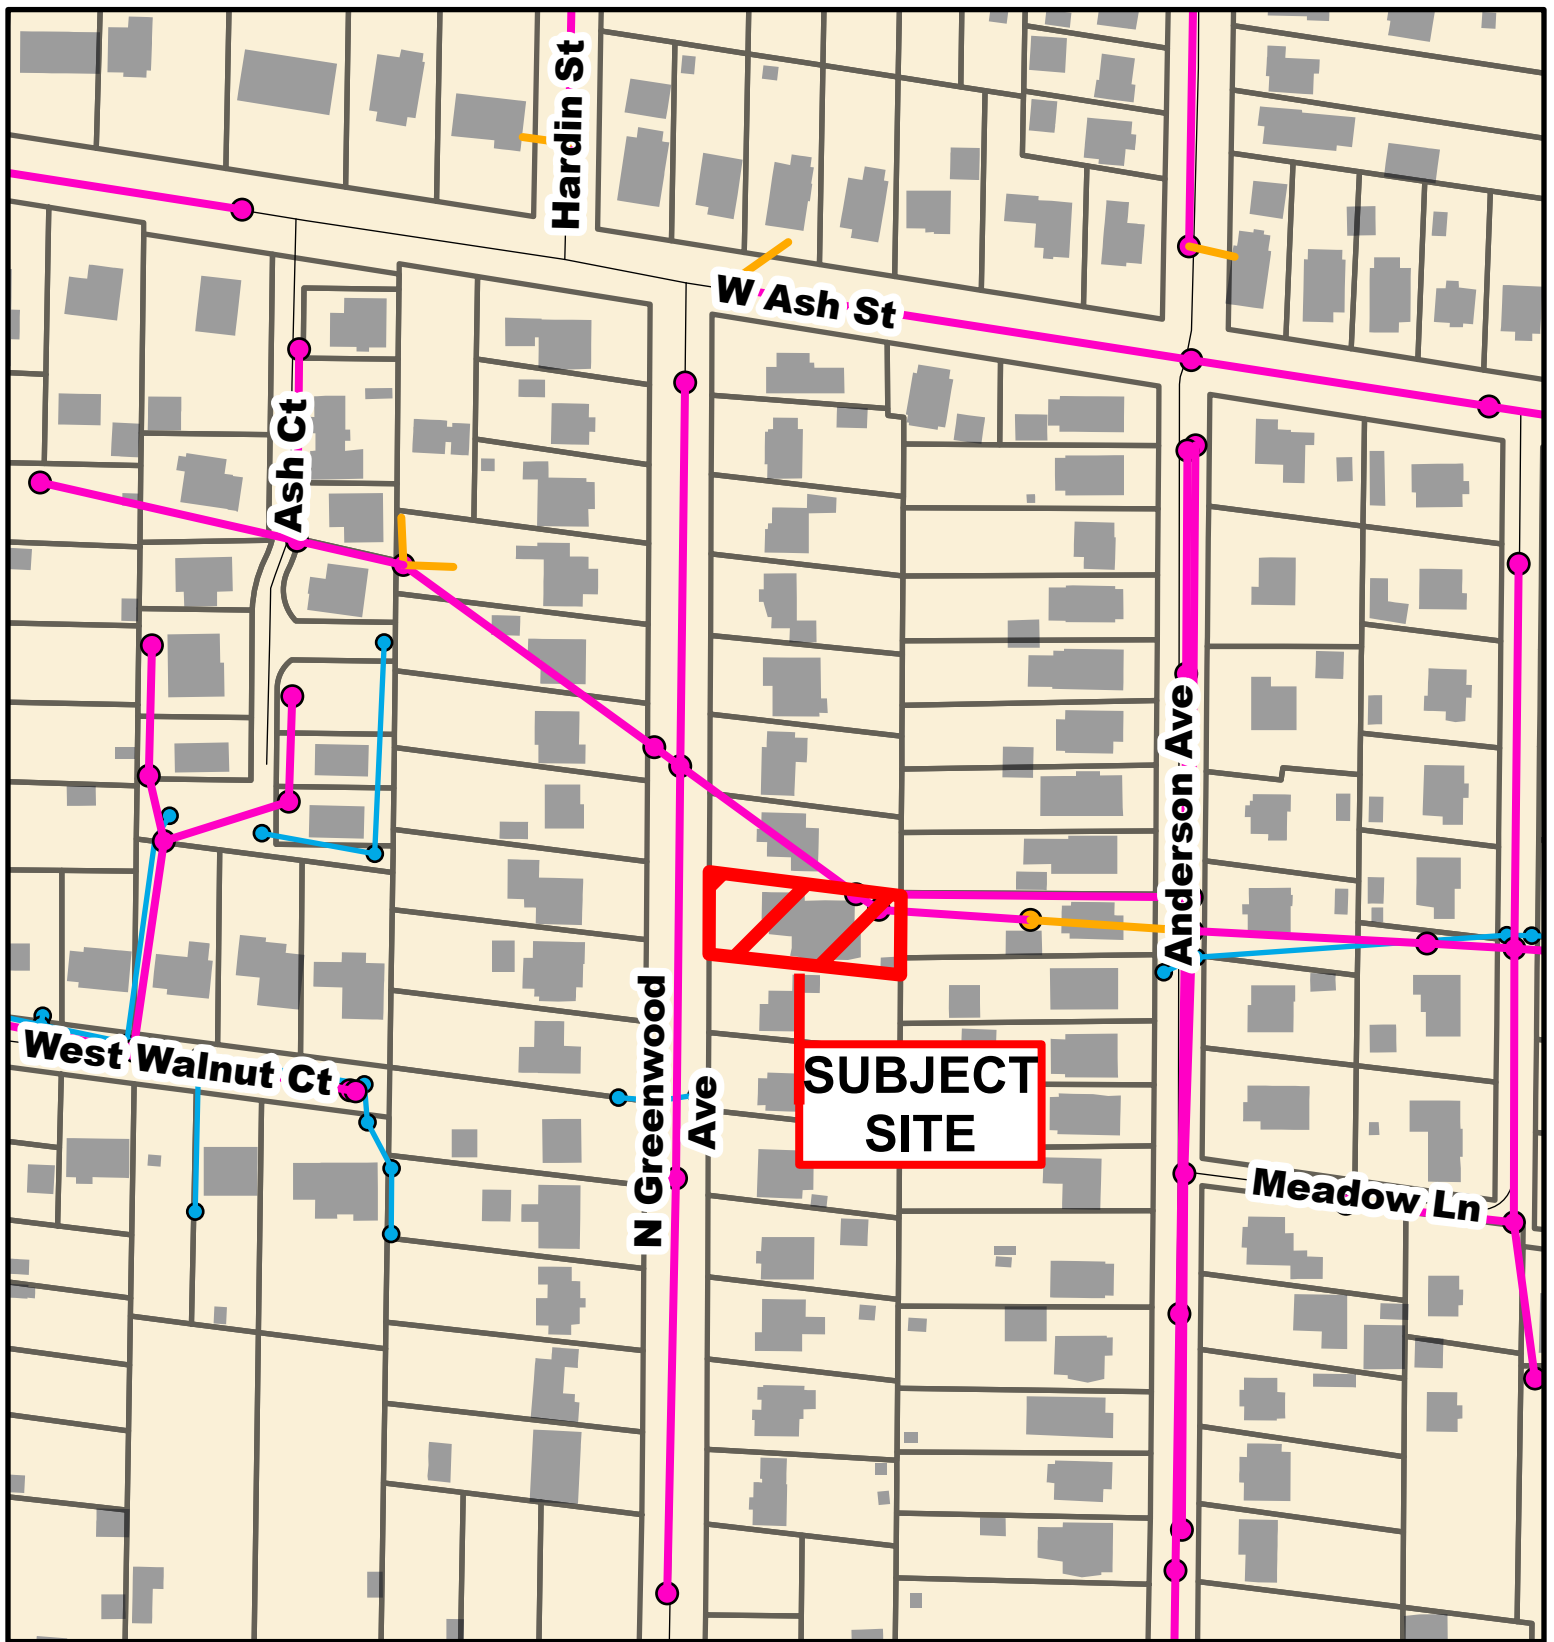 Hardin St
W Ash St
Ash Ct
Anderson Ave
N Greenwood
Ave
West Walnut Ct
SUBJECT
SITE
Meadow Ln